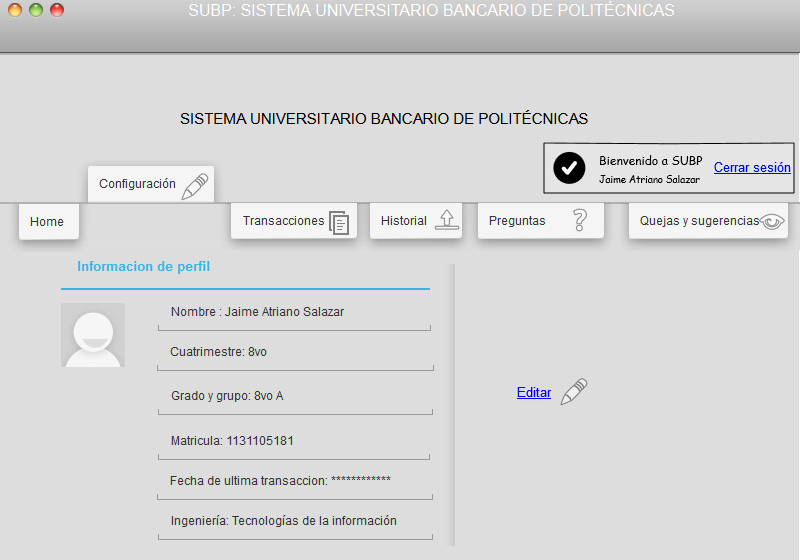 SUBP: SISTEMA UNIVERSITARIO BANCARIO DE POLITÉCNICAS
SISTEMA UNIVERSITARIO BANCARIO DE POLITÉCNICAS
Bienvenido a SUBP
Jaime Atriano Salazar
Cerrar sesión
Configuración
Home
Transacciones
Historial
Preguntas
Quejas y sugerencias
Informacion de perfil
Nombre : Jaime Atriano Salazar
Cuatrimestre: 8vo
Grado y grupo: 8vo A
Editar
Matricula: 1131105181
Fecha de ultima transaccion: ************
Ingeniería: Tecnologías de la información